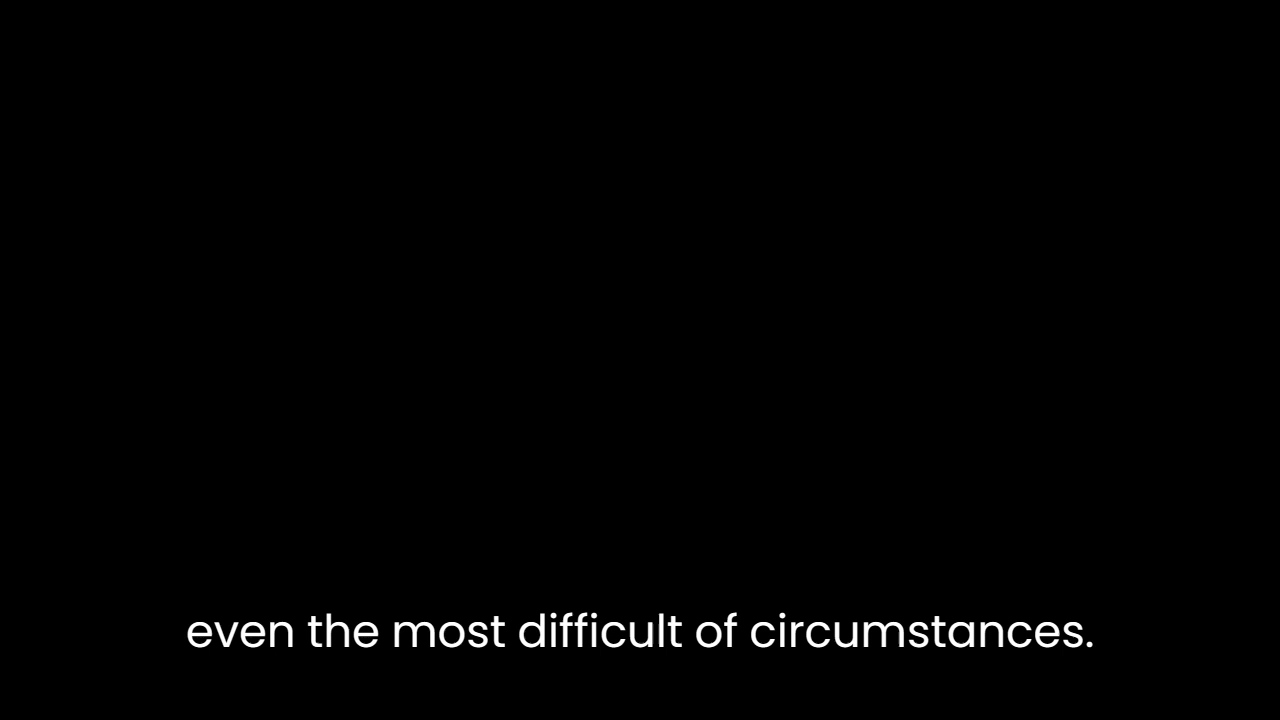 even the most difficult of circumstances.